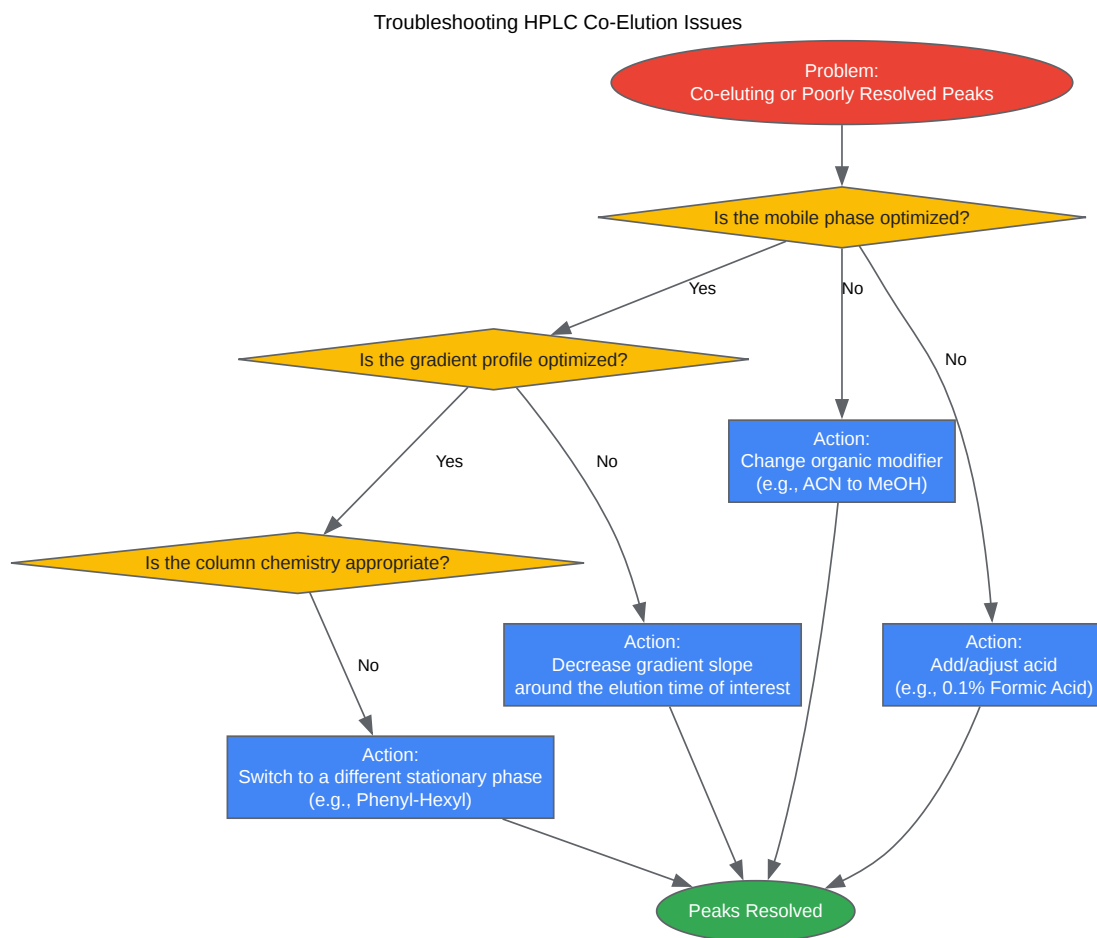 Troubleshooting HPLC Co-Elution Issues
Problem:
Co-eluting or Poorly Resolved Peaks
Is the mobile phase optimized?
Yes
No
No
Is the gradient profile optimized?
Yes
No
Action:
Change organic modifier
(e.g., ACN to MeOH)
Is the column chemistry appropriate?
No
Action:
Decrease gradient slope
around the elution time of interest
Action:
Add/adjust acid
(e.g., 0.1% Formic Acid)
Action:
Switch to a different stationary phase
(e.g., Phenyl-Hexyl)
Peaks Resolved